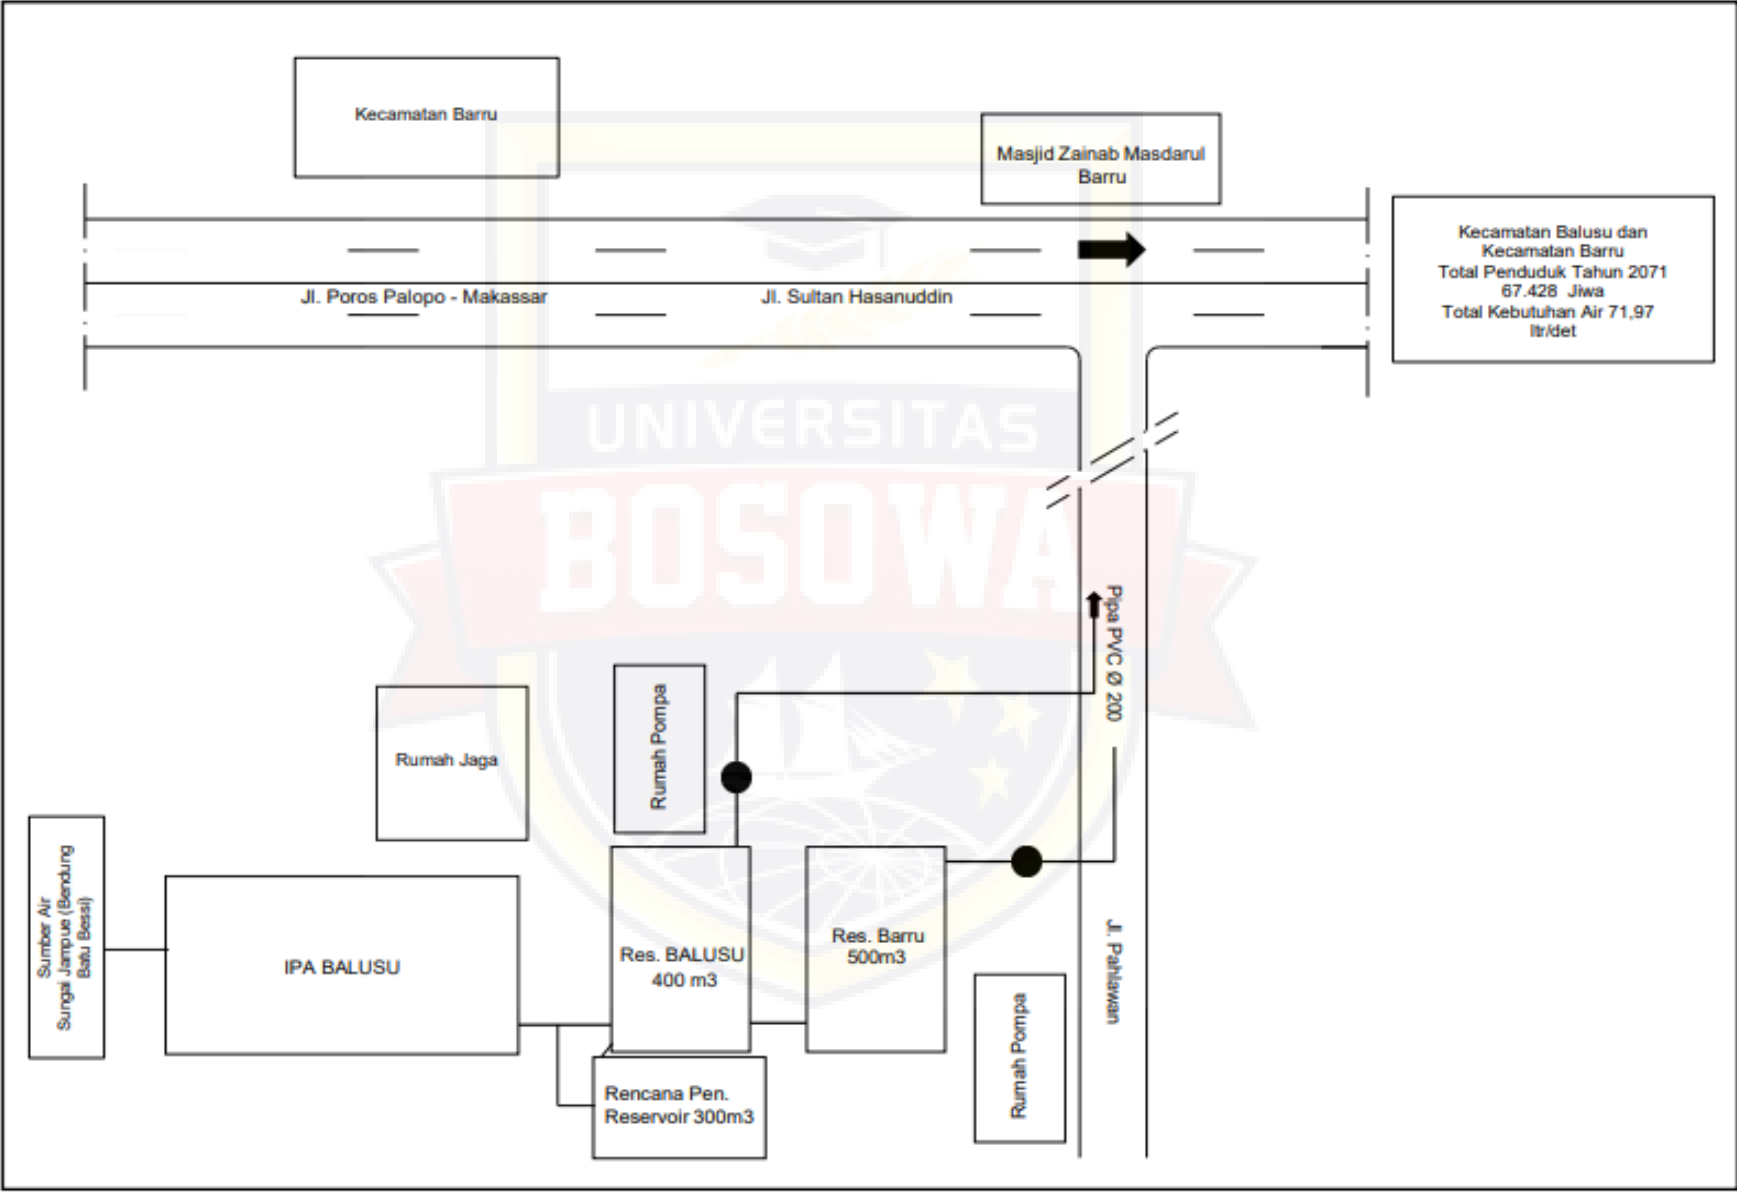 Kecamatan Barru
Masjid Zainab Masdarul
Barru
Kecamatan Balusu dan
Kecamatan Barru
Total Penduduk Tahun 2071
67.428 Jiwa
Total Kebutuhan Air 71,97
ltr/det
Jl. Poros Palopo - Makassar
Jl. Sultan Hasanuddin
UNIVERSITAS
BOSOWA
Pipa PVC Ø 200
Rumah Pompa
Rumah Jaga
Sumber Air
Sungai Jampue (Bendung
Batu Bessi)
IPA BALUSU
Res. BALUSU
400 m3
Res. Barru
500m3
Jl. Pahlawan
Rumah Pompa
Rencana Pen.
Reservoir 300m3